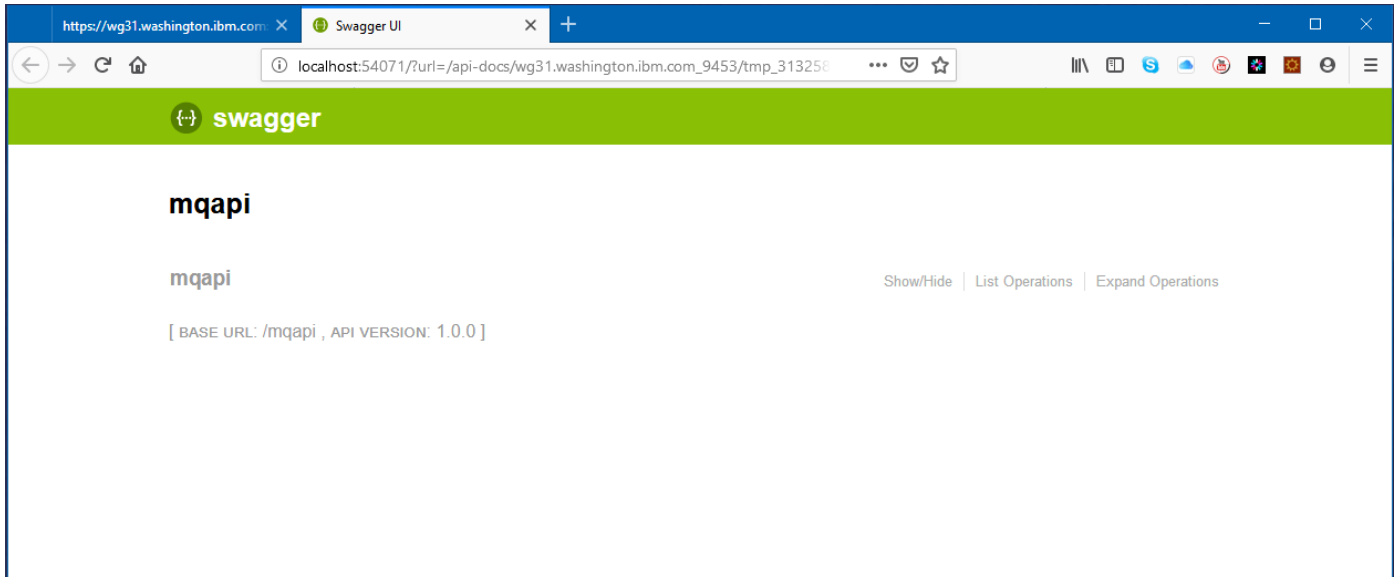 https://wg31.washington.ibm.com: Swagger UI
localhost:54071/?url=/api-docs/wg31.washington.ibm.com_9453/tmp_313258
{··} swagger
mqapi
mqapi Show/Hide List Operations Expand Operations
[ BASE URL: /mqapi , API VERSION: 1.0.0 ]